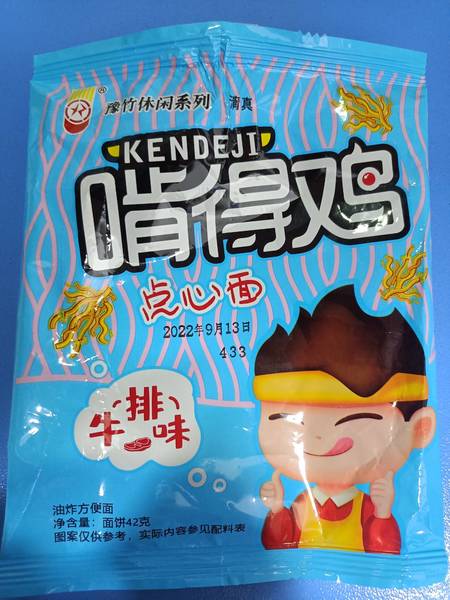 豫竹休闲系列 清真
KENDEJI
啃得鸡
点心面
2022年9月13日
433
牛排味
油炸方便面
净含量：面饼42克
图案仅供参考，实际内容参见配料表